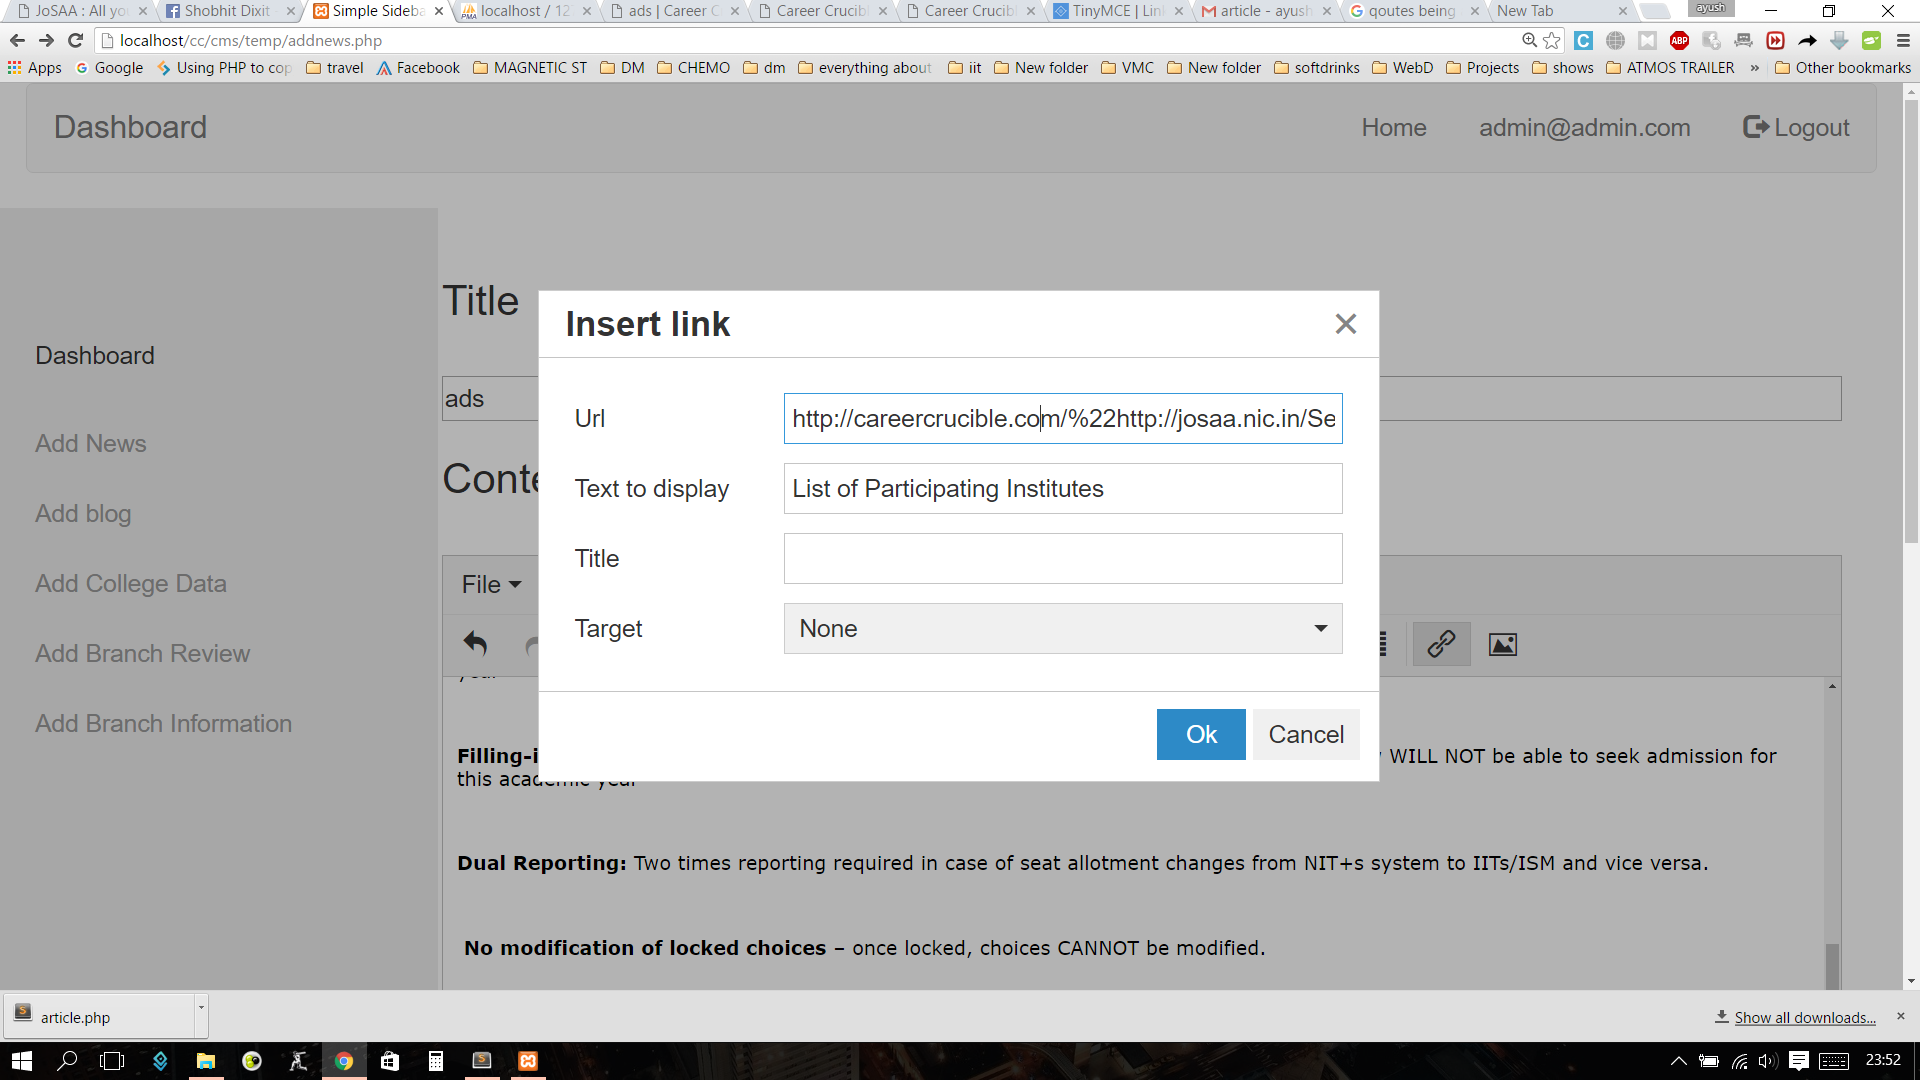 JoSAA : All you
Shobhit Dixit
Simple Sideba
localhost / 12
ads | Career C
Career Crucib
Career Crucib
TinyMCE | Lin
article - ayush
qoutes being
New Tab
ayush
localhost/cc/cms/temp/addnews.php
Apps
Google
Using PHP to cop
travel
Facebook
MAGNETIC ST
DM
CHEMO
dm
everything about
iit
New folder
VMC
New folder
softdrinks
WebD
Projects
shows
ATMOS TRAILER
»
Other bookmarks
Dashboard
Home
admin@admin.com
Logout
Dashboard
Add News
Add blog
Add College Data
Add Branch Review
Add Branch Information
Title
ads
Conte
File
Insert link
Url
http://careercrucible.com/%22http://josaa.nic.in/Se
Text to display
List of Participating Institutes
Title
Target
None
Ok
Cancel
Filling-i
WILL NOT be able to seek admission for
this academic year
Dual Reporting: Two times reporting required in case of seat allotment changes from NIT+s system to IITs/ISM and vice versa.
No modification of locked choices – once locked, choices CANNOT be modified.
article.php
Show all downloads...
23:52